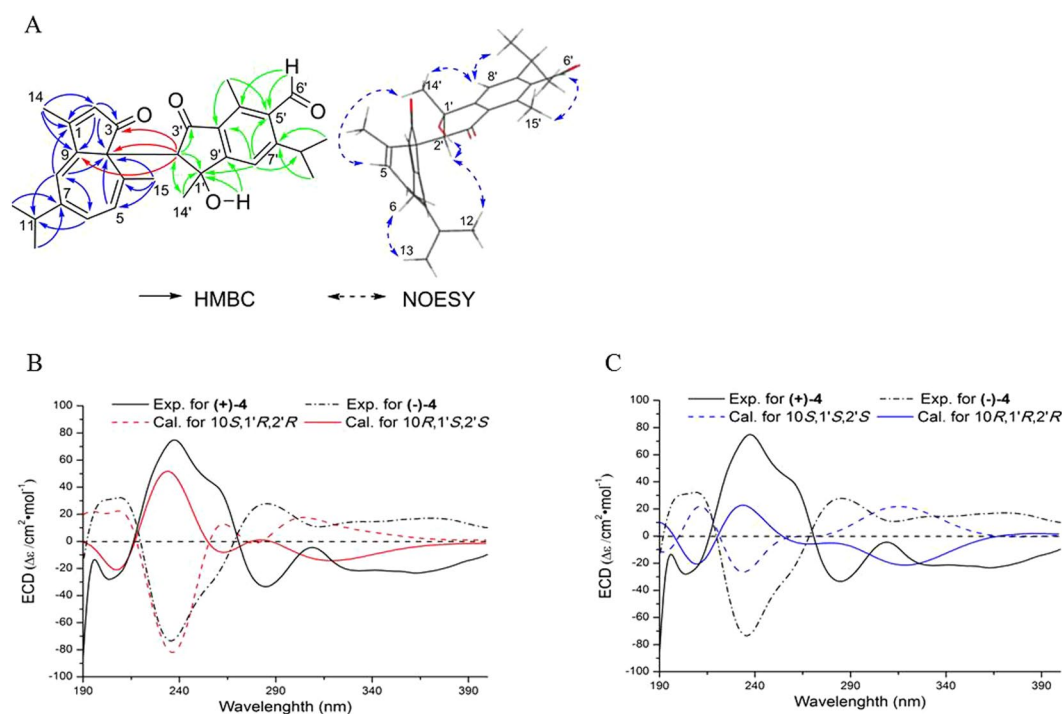 A
H
O
6'
O
3'
5'
14
1
3
O
9
9'
7'
1'
7
15
14'
O-H
5
11
6'
8'
14'
1'
15'
2'
5
6
12
13
HMBC
NOESY
B
Exp. for (+)-4
Exp. for (-)-4
Cal. for 10S,1'R,2'R
Cal. for 10R,1'S,2'S
100
80
60
40
20
0
-20
-40
-60
-80
-100
ECD (Δε/cm²•mol⁻¹)
190
240
290
340
390
Wavelenghth (nm)
C
Exp. for (+)-4
Exp. for (-)-4
Cal. for 10S,1'S,2'S
Cal. for 10R,1'R,2'R
100
80
60
40
20
0
-20
-40
-60
-80
-100
ECD (Δε/cm²•mol⁻¹)
190
240
290
340
390
Wavelenghth (nm)